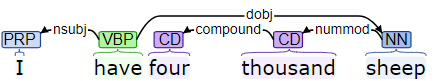 dobj
nsubj compound nummod
PRP VBP CD CD NN
I have four thousand sheep